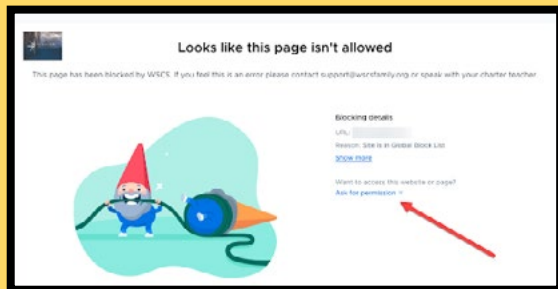 Looks like this page isn't allowed
This page has been blocked by WSCS. If you feel this is an error please contact support@wscsfamily.org or speak with your charter teacher
Blocking details
URL:
Reason: Site is in Global Block List
Show more
Want to access this website or page?
Ask for permission